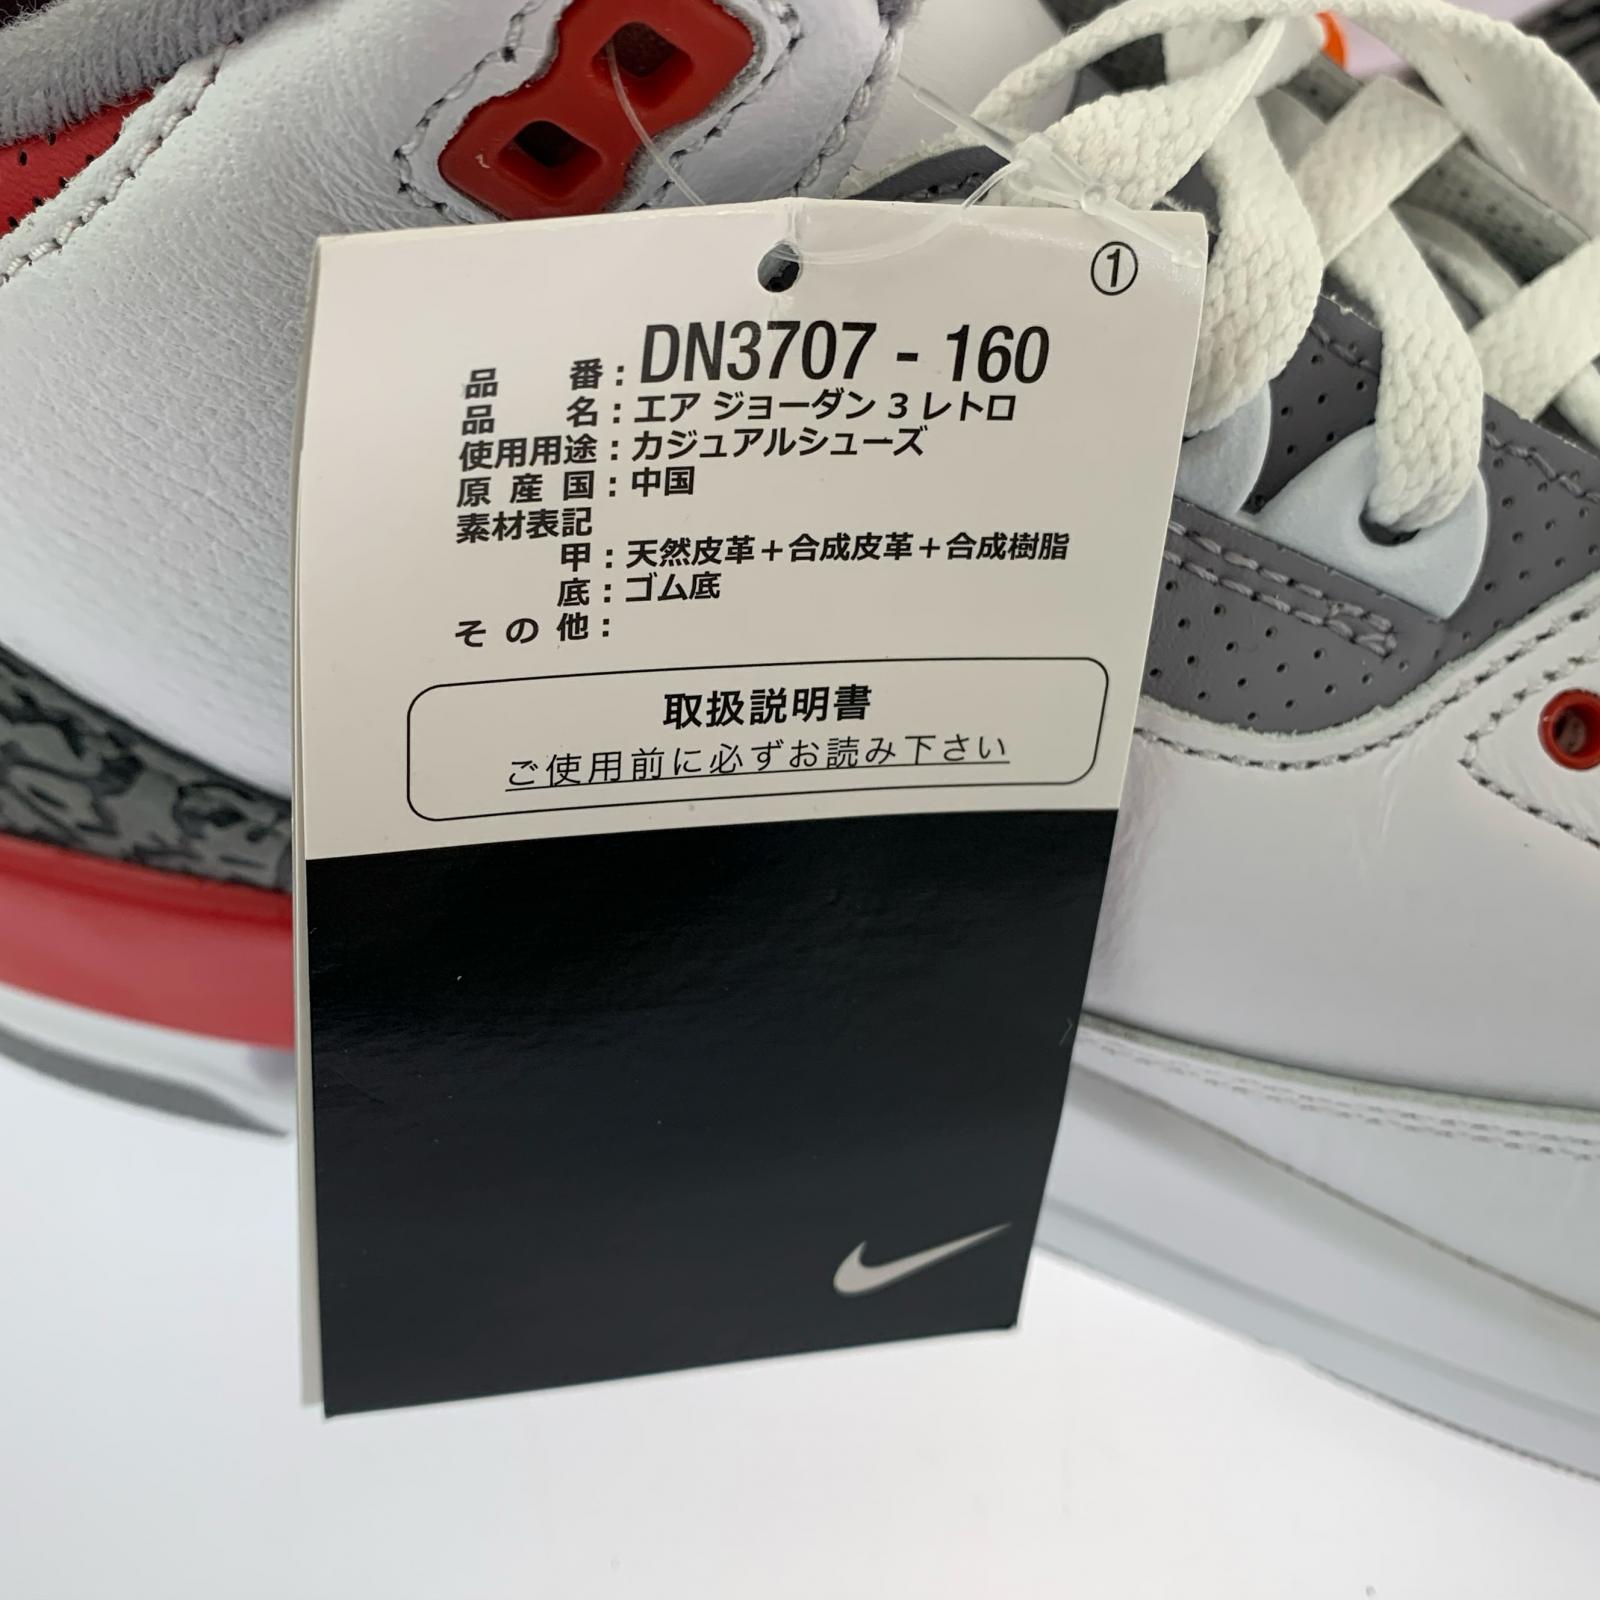 ①
品番：DN3707 - 160
品名：エア ジョーダン 3 レトロ
使用用途：カジュアルシューズ
原産国：中国
素材表記
甲：天然皮革＋合成皮革＋合成樹脂
底：ゴム底
その他：
取扱説明書
ご使用前に必ずお読み下さい